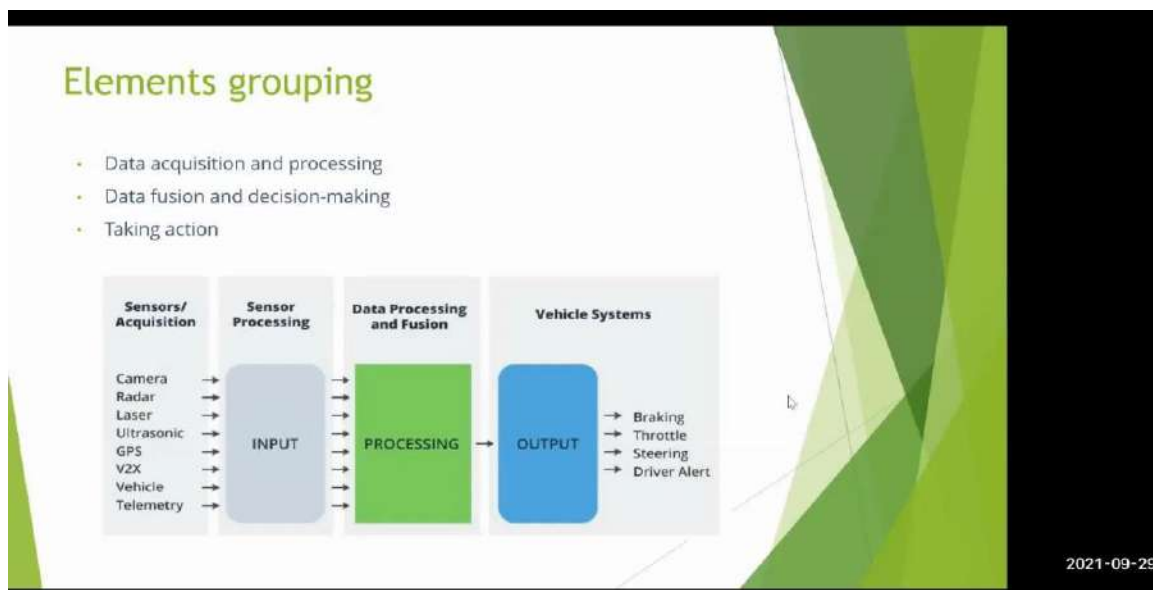 Elements grouping
Data acquisition and processing
Data fusion and decision-making
Taking action
Sensors/
Acquisition
Sensor
Processing
Data Processing
and Fusion
Vehicle Systems
Camera
Radar
Laser
Ultrasonic
GPS
V2X
Vehicle
Telemetry
INPUT
PROCESSING
OUTPUT
Braking
Throttle
Steering
Driver Alert
2021-09-29